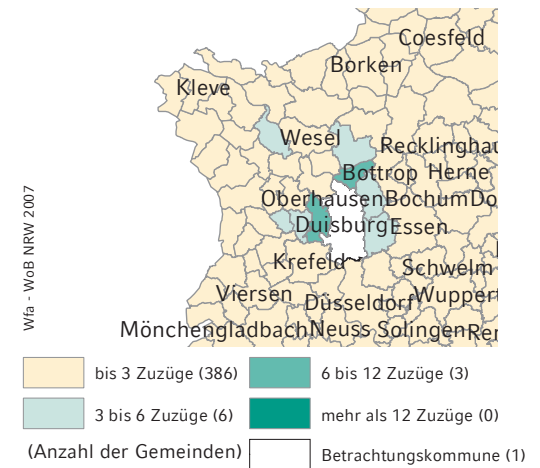 Coesfeld
Borken
Kleve
Wesel
Recklinghau
Bottrop Herne
Oberhausen Bochum Do
Duisburg Essen
Krefeld
Schwelm
Viersen Düsseldorf Wuppert
Mönchengladbach Neuss Solingen Rem
Wfa - WoB NRW 2007
bis 3 Zuzüge (386)
6 bis 12 Zuzüge (3)
3 bis 6 Zuzüge (6)
mehr als 12 Zuzüge (0)
(Anzahl der Gemeinden)
Betrachtungskommune (1)